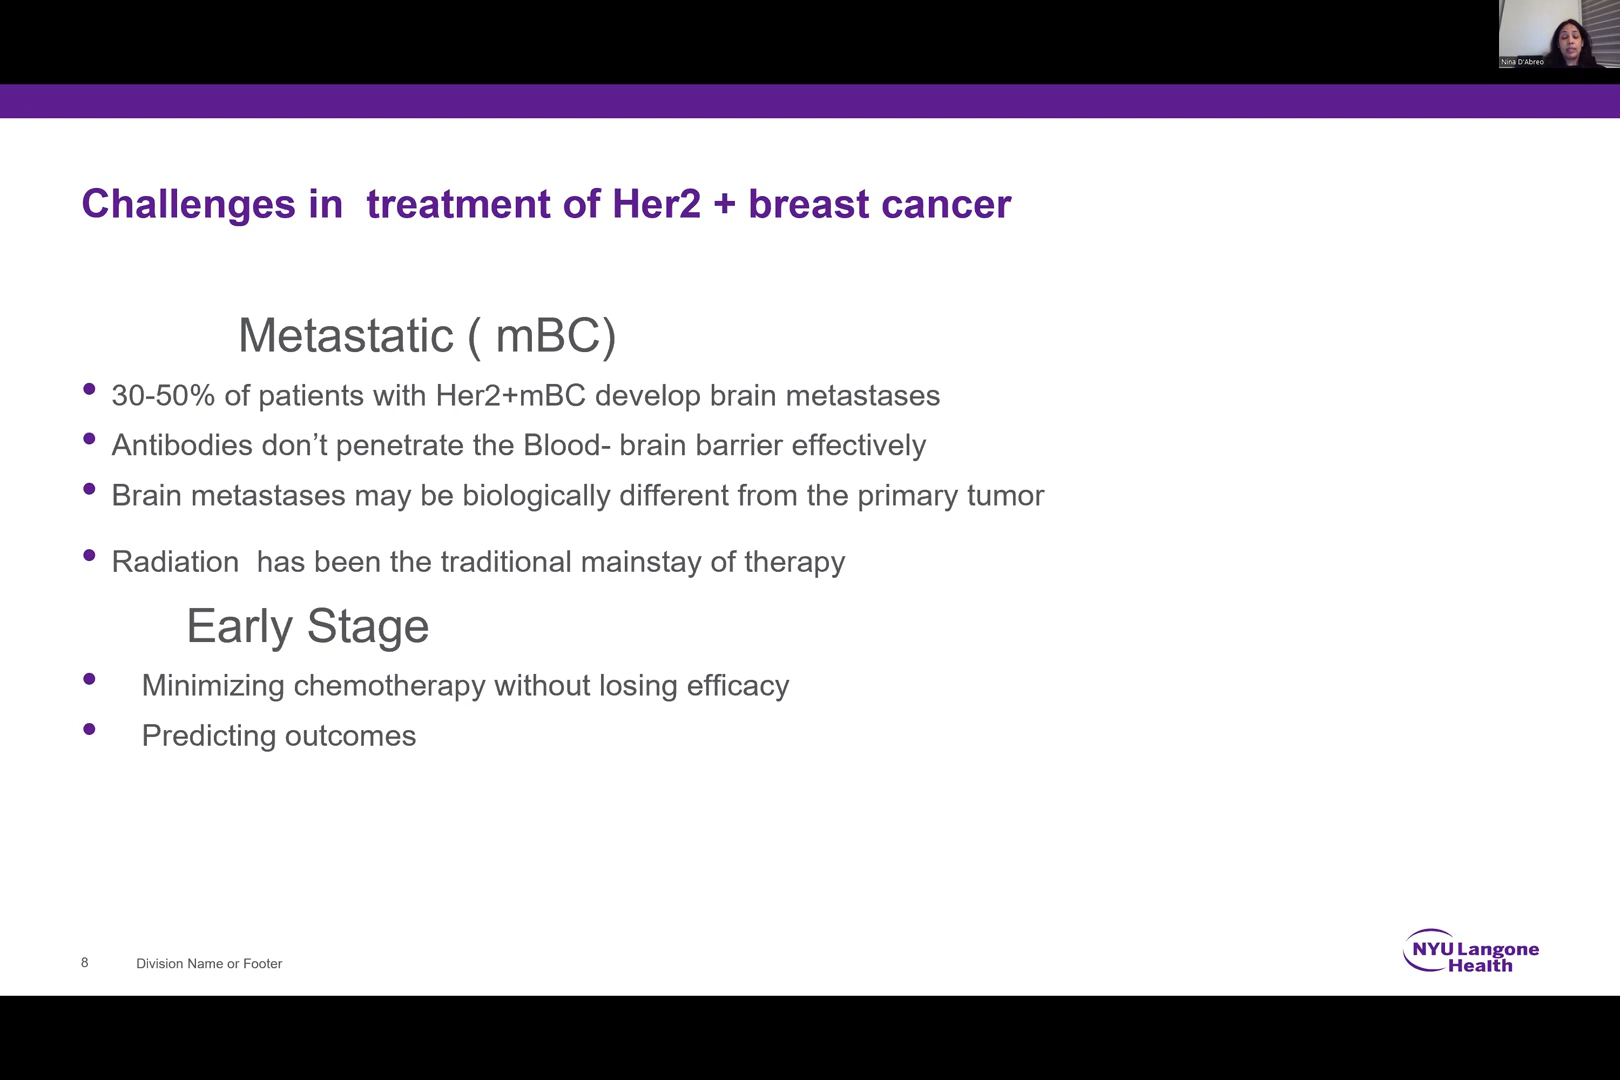 Nina D'Abreo
Challenges in  treatment of Her2 + breast cancer
Metastatic ( mBC)
• 30-50% of patients with Her2+mBC develop brain metastases
• Antibodies don’t penetrate the Blood- brain barrier effectively
• Brain metastases may be biologically different from the primary tumor
• Radiation  has been the traditional mainstay of therapy
Early Stage
• Minimizing chemotherapy without losing efficacy
• Predicting outcomes
8 Division Name or Footer
NYU Langone
Health